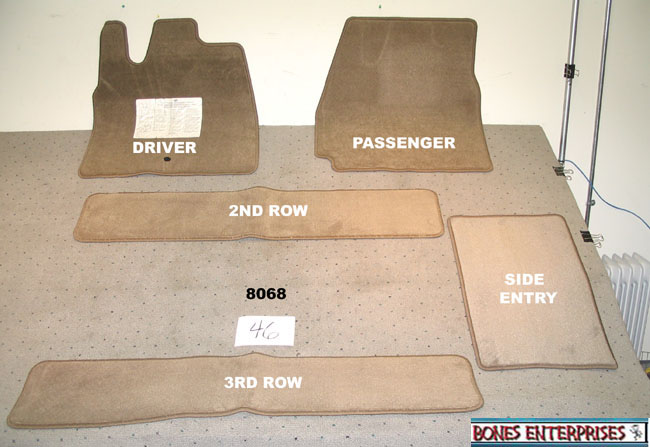 DRIVER
PASSENGER
2ND ROW
SIDE
ENTRY
8068
46
3RD ROW
BONES ENTERPRISES